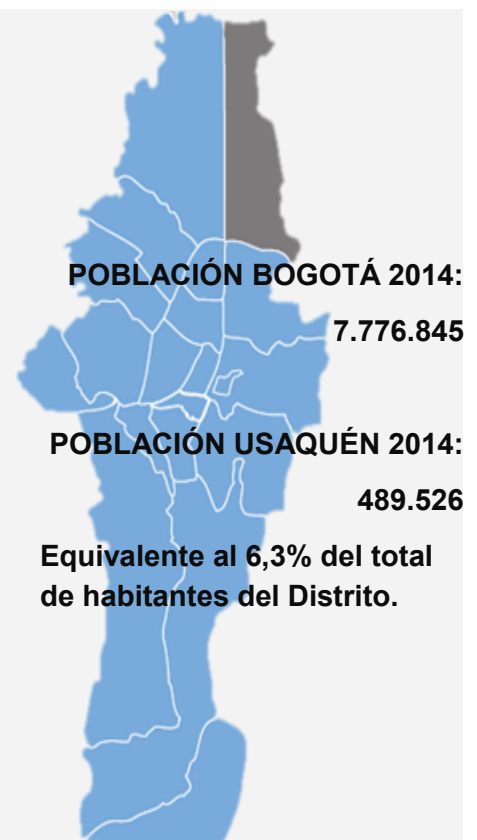 POBLACIÓN BOGOTÁ 2014:
7.776.845
POBLACIÓN USAQUÉN 2014:
489.526
Equivalente al 6,3% del total
de habitantes del Distrito.